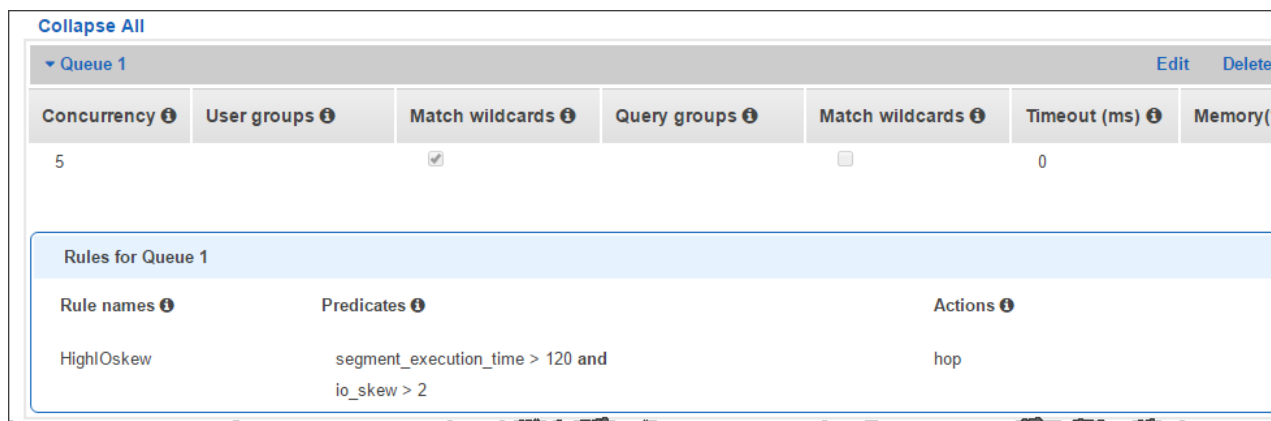 Collapse All
Queue 1 Edit Delete
Concurrency User groups Match wildcards Query groups Match wildcards Timeout (ms) Memory(
5 0
Rules for Queue 1
Rule names Predicates Actions
HighIOskew segment_execution_time > 120 and hop
io_skew > 2